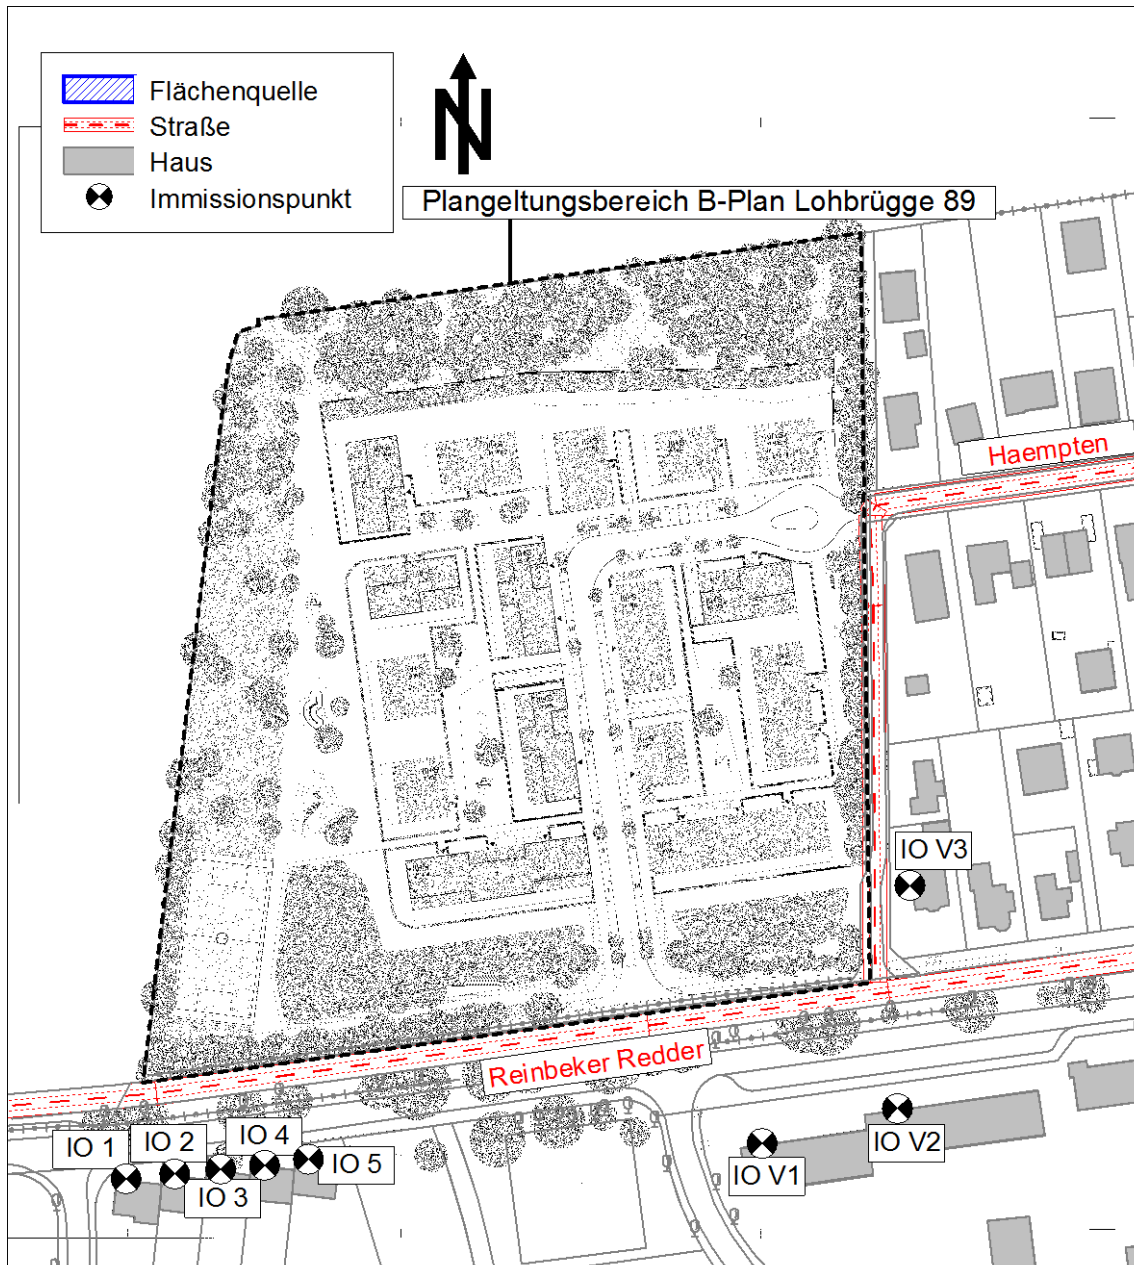 Flächenquelle
Straße
Haus
Immissionspunkt
N
Plangeltungsbereich B-Plan Lohbrügge 89
Haempten
IO V3
Reinbeker Redder
IO 1
IO 2
IO 4
IO 5
IO 3
IO V1
IO V2